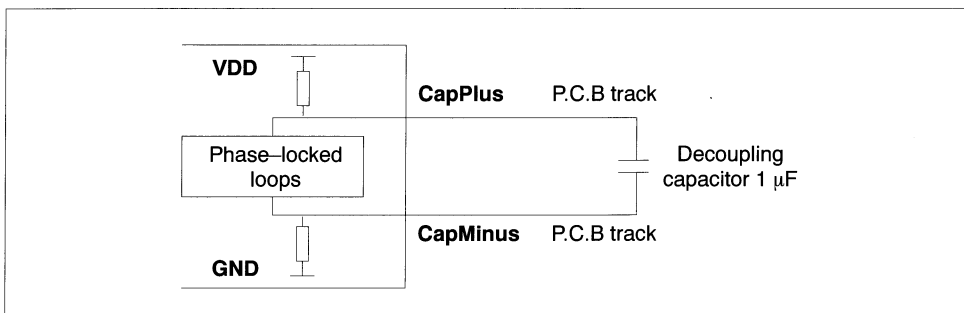 VDD
CapPlus P.C.B track
Phase–locked
loops
Decoupling
capacitor 1 μF
CapMinus P.C.B track
GND